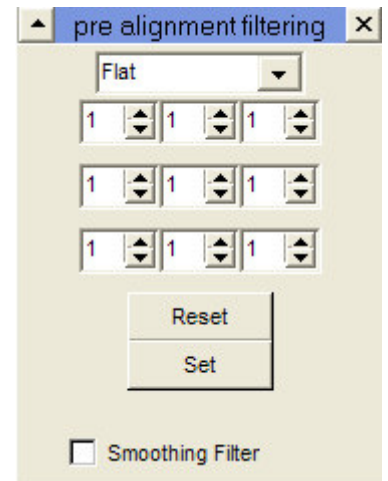 pre alignment filtering
Flat
1 1 1
1 1 1
1 1 1
Reset
Set
Smoothing Filter